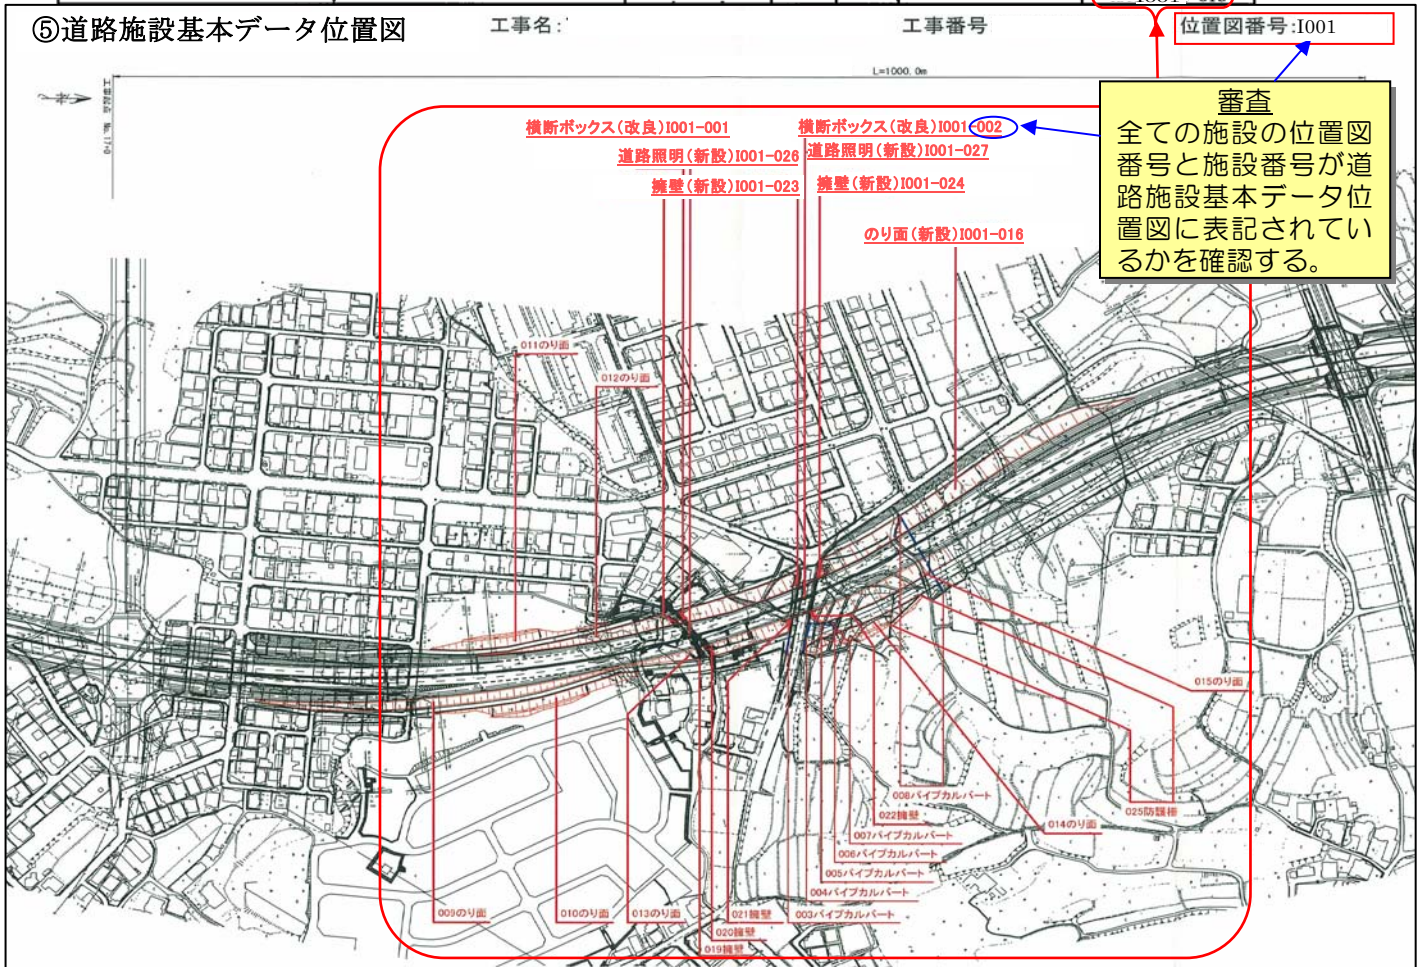 ⑤道路施設基本データ位置図
工事名:
工事番号
位置図番号:I001
L=1000.0m
審査
全ての施設の位置図
番号と施設番号が道
路施設基本データ位
置図に表記されてい
るかを確認する。
横断ボックス(改良)I001-001
横断ボックス(改良)I001-002
道路照明(新設)I001-026
道路照明(新設)I001-027
擁壁(新設)I001-023
擁壁(新設)I001-024
のり面(新設)I001-016
011のり面
012のり面
015のり面
008パイプカルバート
025防護柵
022擁壁
014のり面
007パイプカルバート
006パイプカルバート
005パイプカルバート
004パイプカルバート
009のり面
010のり面
013のり面
021擁壁
003パイプカルバート
020擁壁
019擁壁